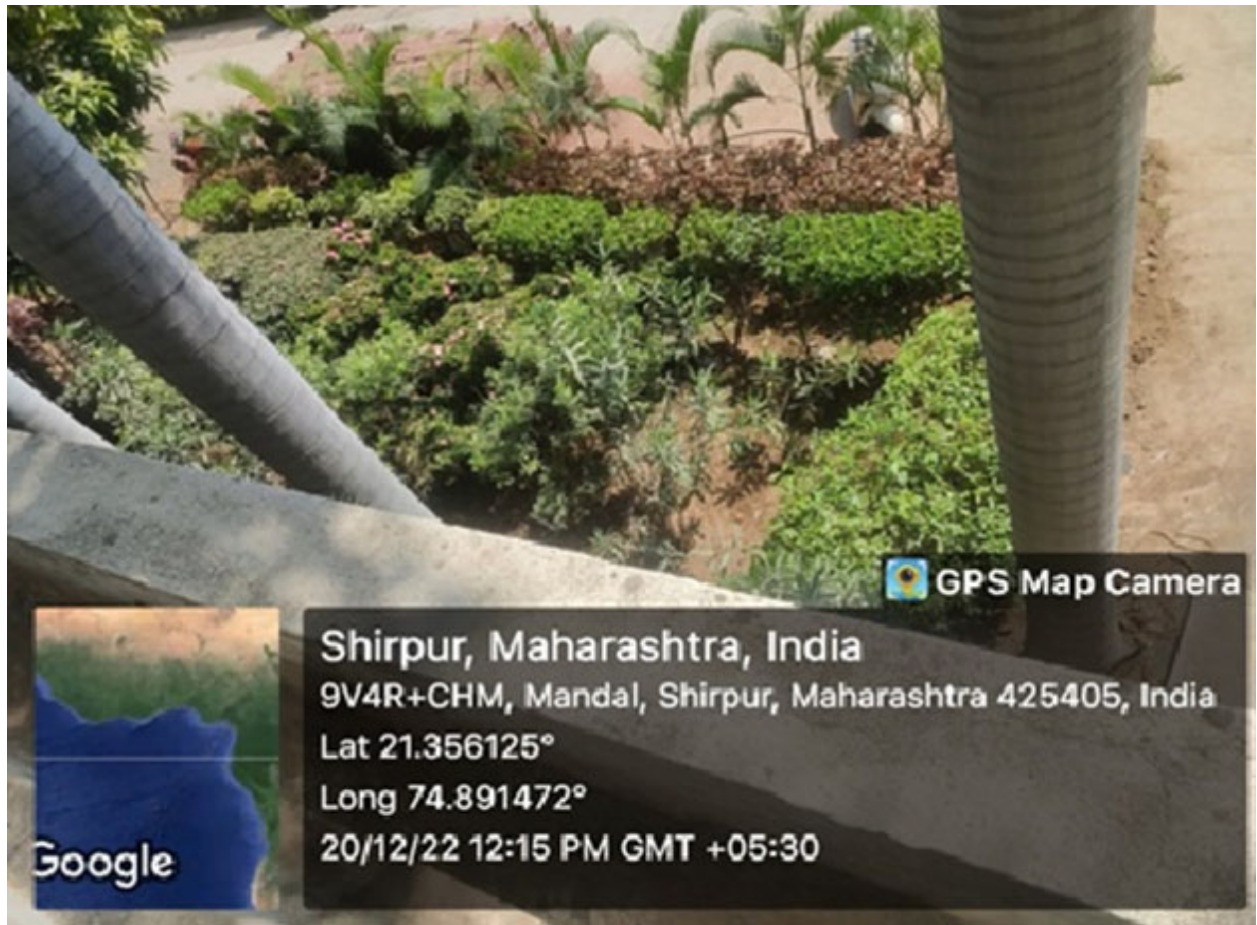 GPS Map Camera
Shirpur, Maharashtra, India
9V4R+CHM, Mandal, Shirpur, Maharashtra 425405, India
Lat 21.356125°
Long 74.891472°
20/12/22 12:15 PM GMT +05:30
Google